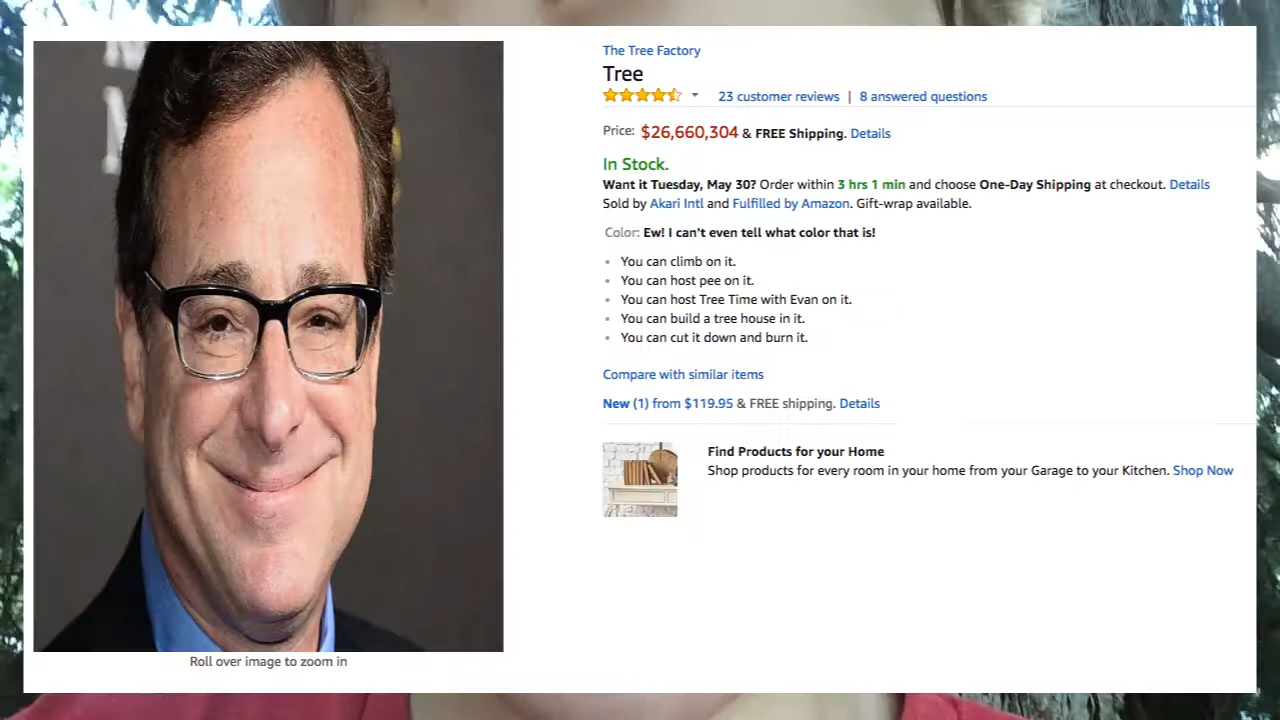 The Tree Factory
Tree
23 customer reviews | 8 answered questions
Price: $26,660,304 & FREE Shipping. Details
In Stock.
Want it Tuesday, May 30? Order within 3 hrs 1 min and choose One-Day Shipping at checkout. Details
Sold by Akari Intl and Fulfilled by Amazon. Gift-wrap available.
Color: Ew! I can't even tell what color that is!
• You can climb on it.
• You can host pee on it.
• You can host Tree Time with Evan on it.
• You can build a tree house in it.
• You can cut it down and burn it.
Compare with similar items
New (1) from $119.95 & FREE shipping. Details
Find Products for your Home
Shop products for every room in your home from your Garage to your Kitchen. Shop Now
Roll over image to zoom in